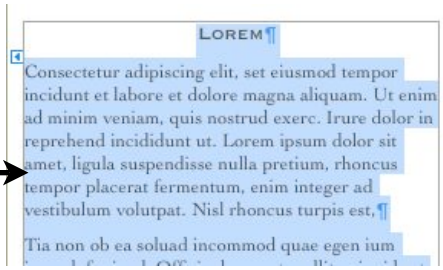 LOREM¶
Consectetur adipiscing elit, set eiusmod tempor
incidunt et labore et dolore magna aliquam. Ut enim
ad minim veniam, quis nostrud exerc. Irure dolor in
reprehend incididunt ut. Lorem ipsum dolor sit
amet, ligula suspendisse nulla pretium, rhoncus
tempor placerat fermentum, enim integer ad
vestibulum volutpat. Nisl rhoncus turpis est,¶
Tia non ob ea soluad incommod quae egen ium